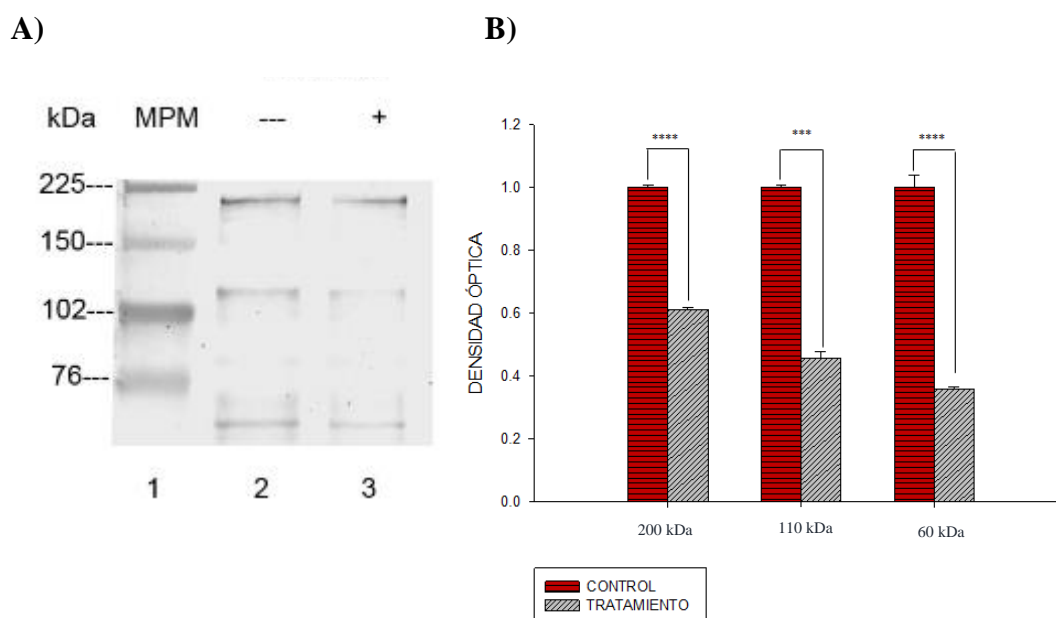 A)
B)
kDa MPM --- +
225---
150---
102---
76---
1 2 3
1.2
1.0
0.8
0.6
0.4
0.2
0.0
DENSIDAD ÓPTICA
**** *** ****
200 kDa 110 kDa 60 kDa
CONTROL
TRATAMIENTO